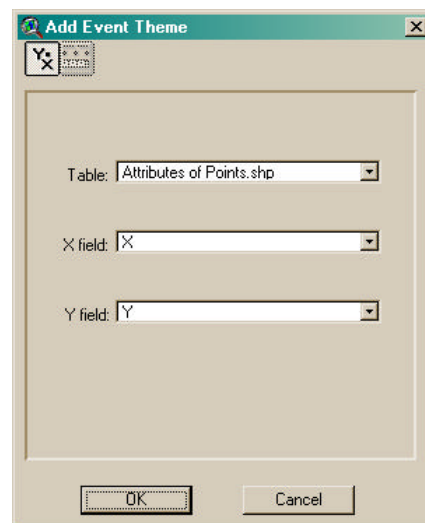 Add Event Theme
Y
X
Table: Attributes of Points.shp
X field: X
Y field: Y
OK Cancel